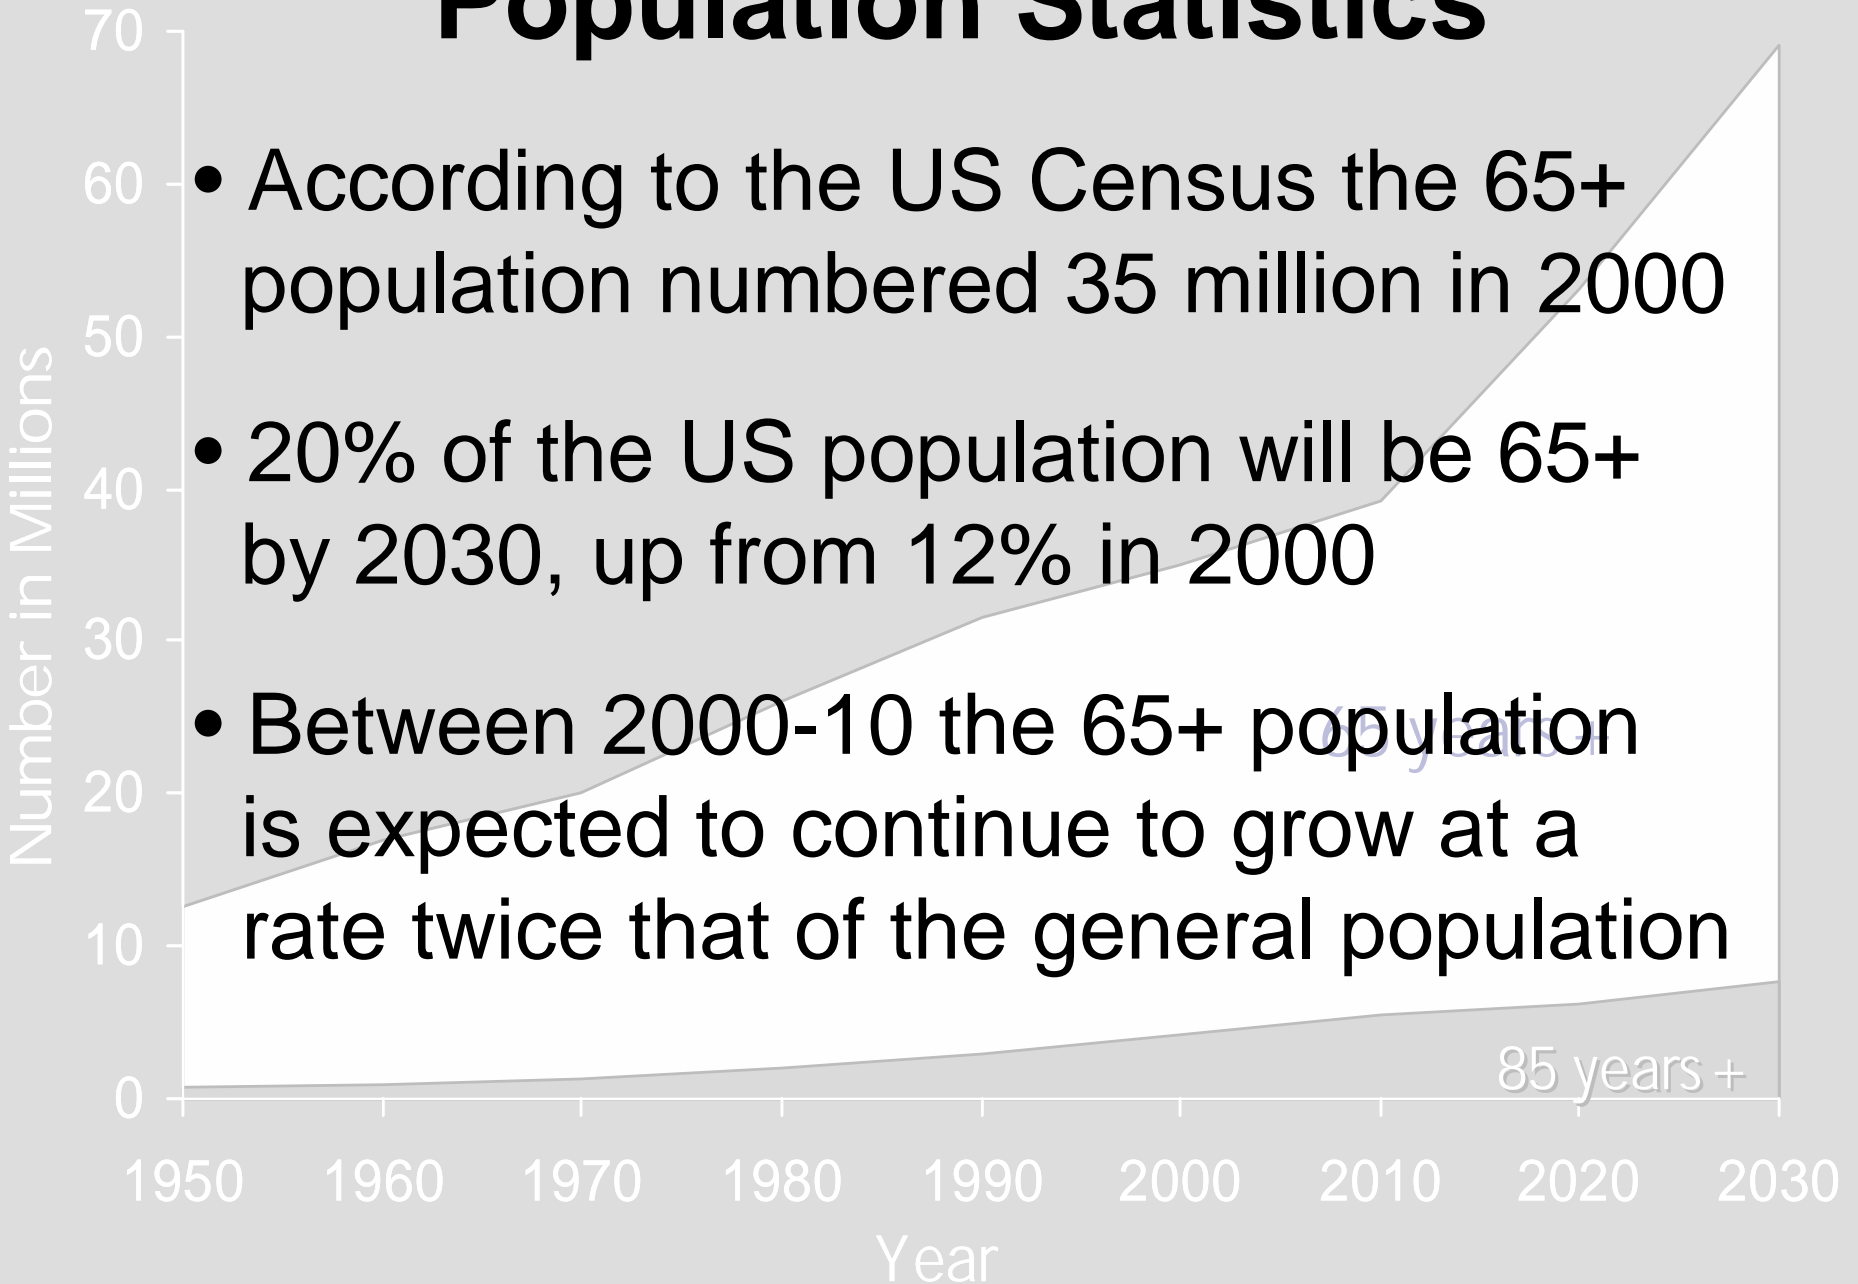 Population Statistics
70
60
50
40
30
20
10
0
Number in Millions
• According to the US Census the 65+
population numbered 35 million in 2000
• 20% of the US population will be 65+
by 2030, up from 12% in 2000
• Between 2000-10 the 65+ population
is expected to continue to grow at a
rate twice that of the general population
65 years +
85 years +
1950 1960 1970 1980 1990 2000 2010 2020 2030
Year